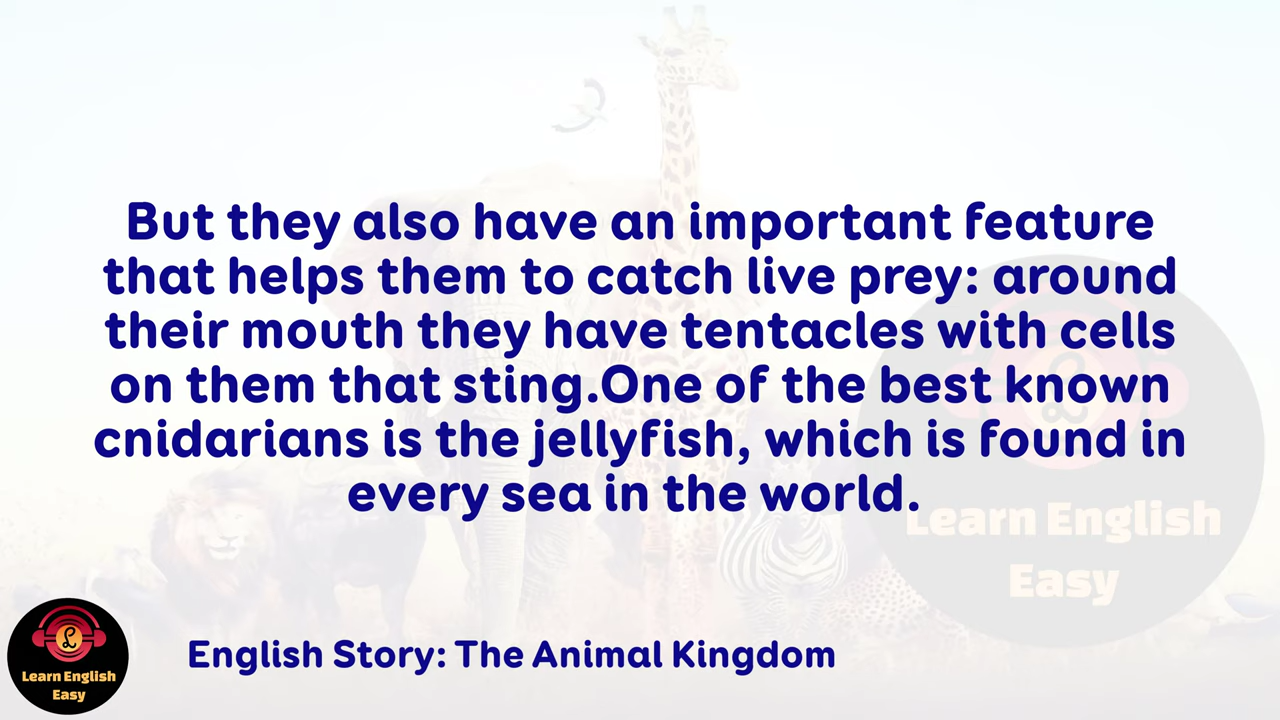 But they also have an important feature
that helps them to catch live prey: around
their mouth they have tentacles with cells
on them that sting.One of the best known
cnidarians is the jellyfish, which is found in
every sea in the world.
Learn English
Easy
English Story: The Animal Kingdom
L
Learn English
Easy